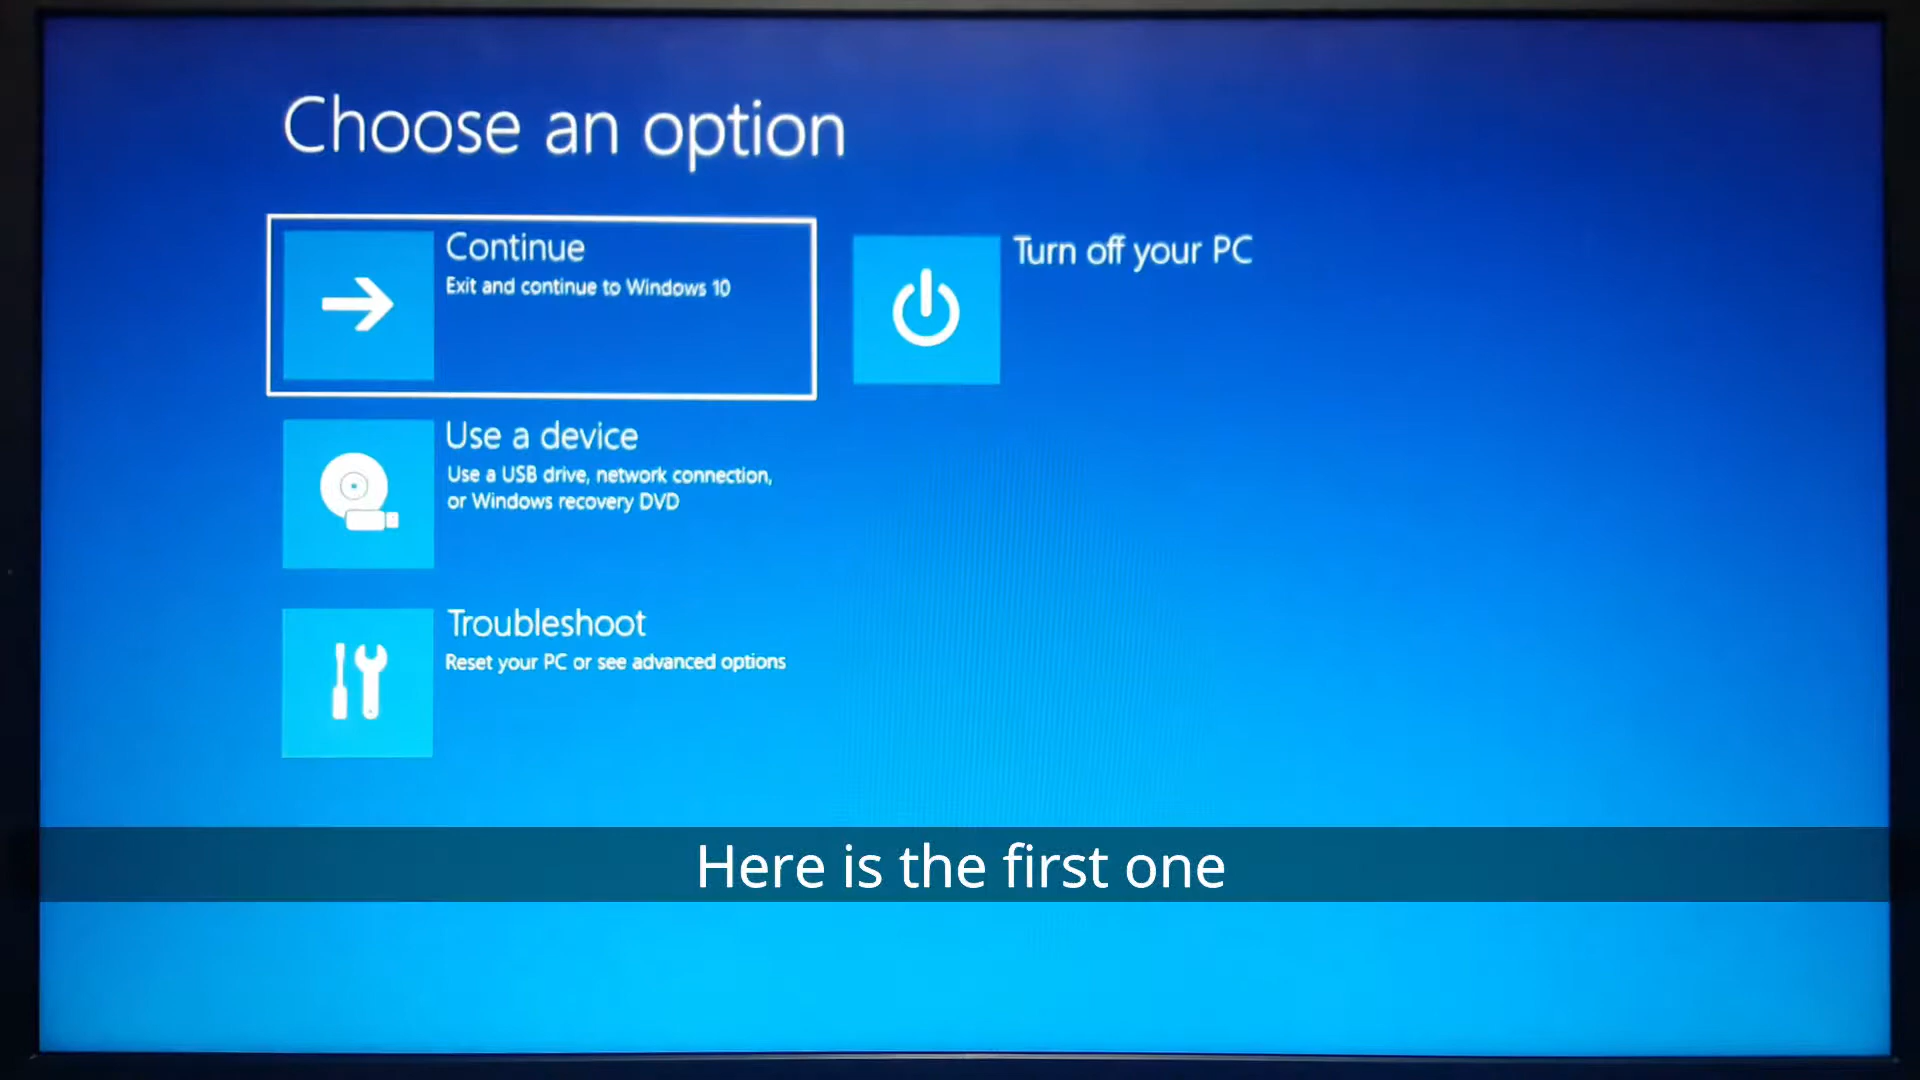 Choose an option
Continue
Exit and continue to Windows 10
Turn off your PC
Use a device
Use a USB drive, network connection,
or Windows recovery DVD
Troubleshoot
Reset your PC or see advanced options
Here is the first one